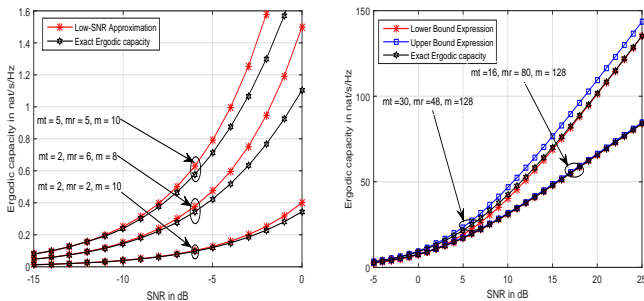 Low-SNR Approximation
Exact Ergodic capacity
mt = 5, mr = 5, m = 10
mt = 2, mr = 6, m = 8
mt = 2, mr = 2, m = 10
Ergodic capacity in nat/s/Hz
1.6
1.4
1.2
1
0.8
0.6
0.4
0.2
0
-15
-10
-5
0
SNR in dB
Lower Bound Expression
Upper Bound Expression
Exact Ergodic capacity
mt=16, mr=80, m = 128
mt=30, mr=48, m=128
Ergodic capacity in nat/s/Hz
150
100
50
0
-5
0
5
10
15
20
25
SNR in dB